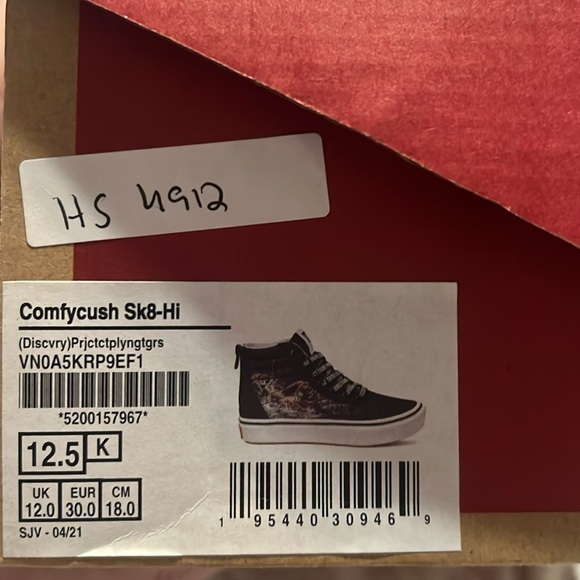 HS 4912
Comfycush Sk8-Hi
(Discvry)Prjctctplyngtgrs
VN0A5KRP9EF1
*5200157967*
12.5 K
UK EUR CM
12.0 30.0 18.0
SJV - 04/21
1 95440 30946 9